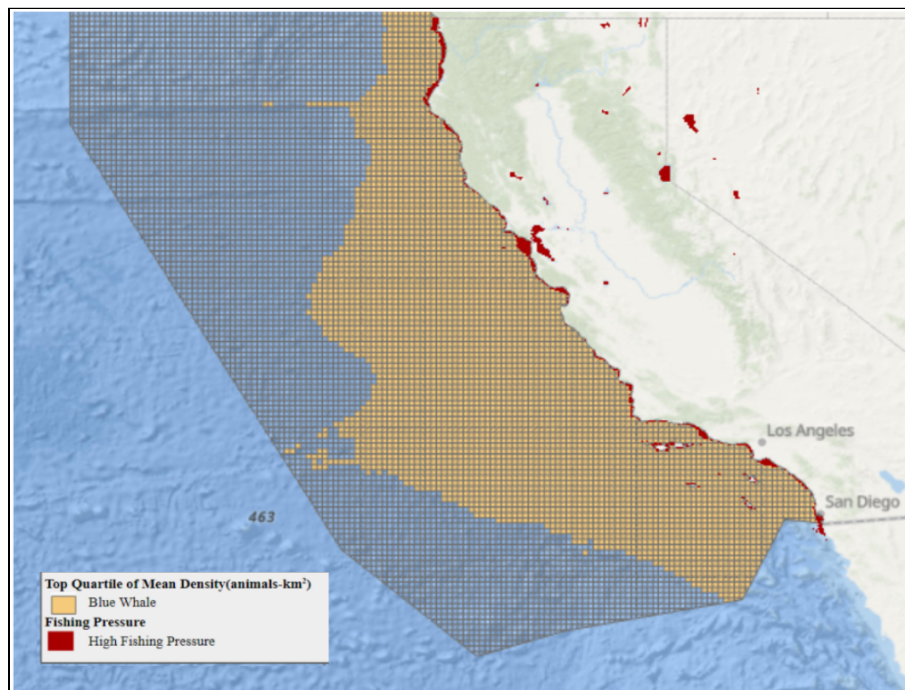 Los Angeles
San Diego
463
Top Quartile of Mean Density(animals-km²)
Blue Whale
Fishing Pressure
High Fishing Pressure